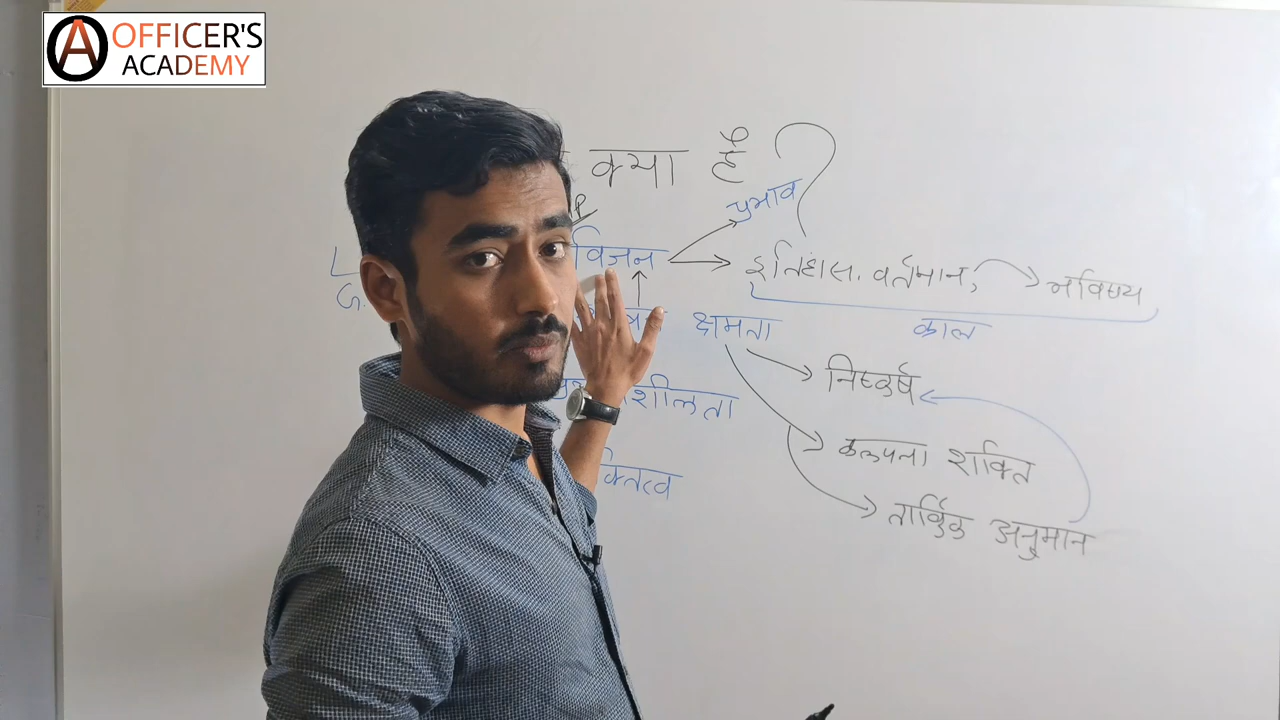 OFFICER'S
ACADEMY
क्या है ?
प्रभाव
विजन
इतिहास, वर्तमान, भविष्य
क्षमता
काल
निष्कर्ष
शीलता
कल्पना शक्ति
क्तित्व
तार्किक अनुमान